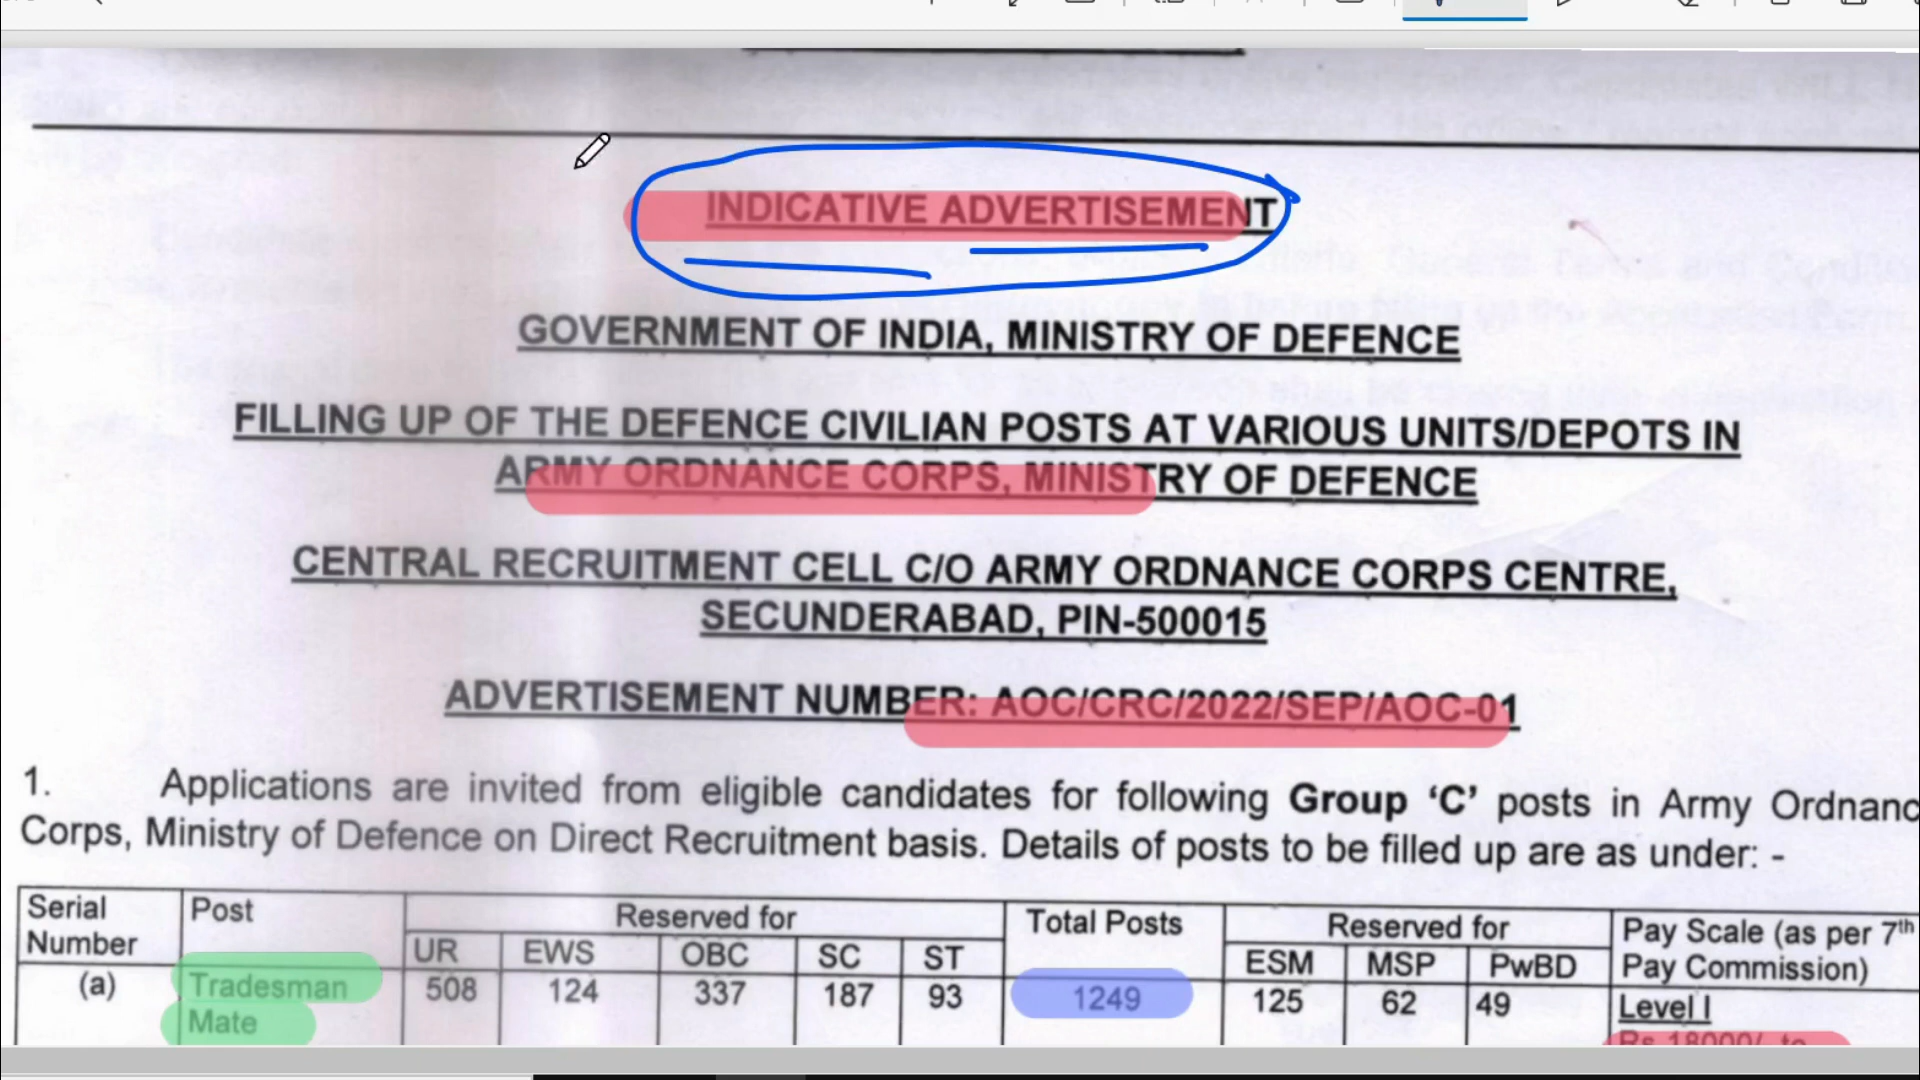 INDICATIVE ADVERTISEMENT
GOVERNMENT OF INDIA, MINISTRY OF DEFENCE
FILLING UP OF THE DEFENCE CIVILIAN POSTS AT VARIOUS UNITS/DEPOTS IN
ARMY ORDNANCE CORPS, MINISTRY OF DEFENCE
CENTRAL RECRUITMENT CELL C/O ARMY ORDNANCE CORPS CENTRE,
SECUNDERABAD, PIN-500015
ADVERTISEMENT NUMBER: AOC/CRC/2022/SEP/AOC-01
1. Applications are invited from eligible candidates for following Group ‘C’ posts in Army Ordnanc
Corps, Ministry of Defence on Direct Recruitment basis. Details of posts to be filled up are as under: -
Serial Number Post Reserved for Total Posts Reserved for Pay Scale (as per 7th Pay Commission)
UR EWS OBC SC ST ESM MSP PwBD
(a) Tradesman Mate 508 124 337 187 93 1249 125 62 49 Level I
Rs 18000/ to